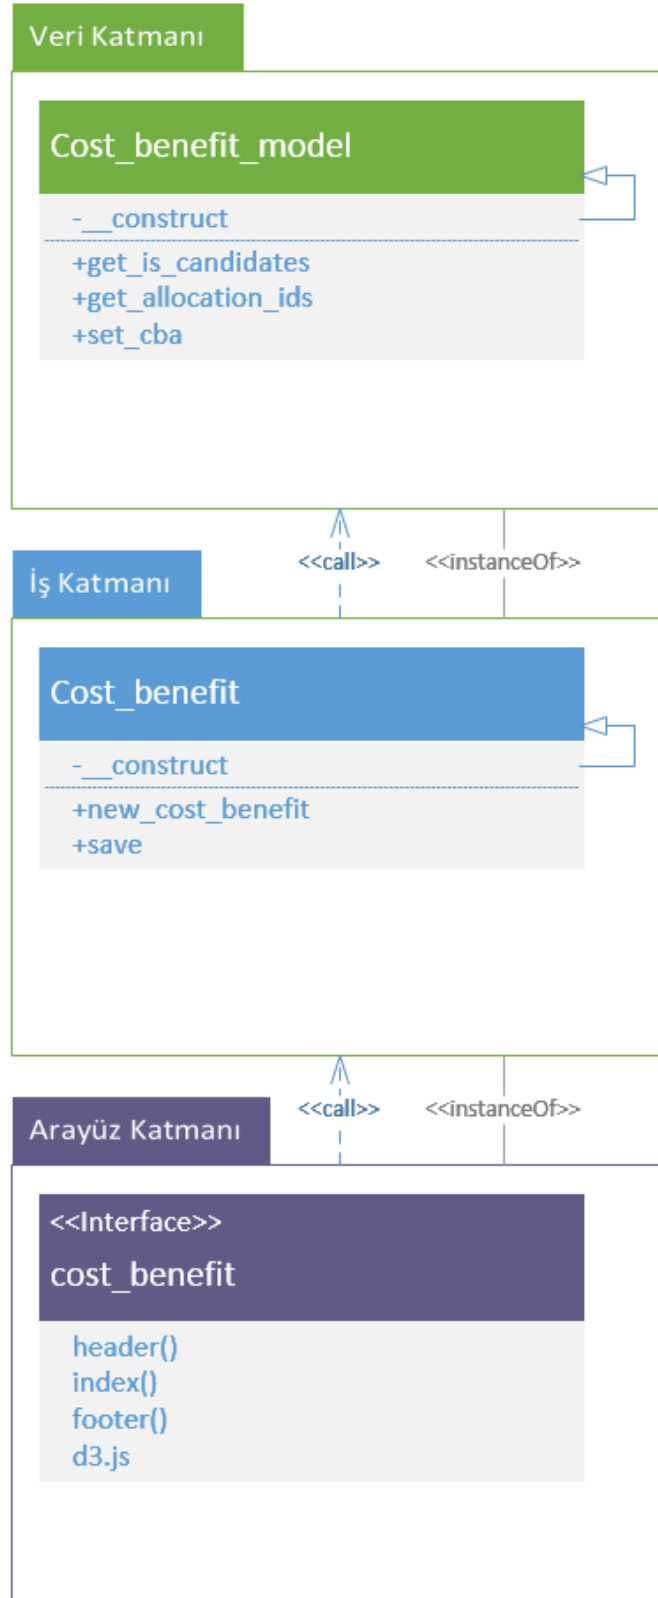 Veri Katmanı
Cost_benefit_model
-__construct
+get_is_candidates
+get_allocation_ids
+set_cba
<<call>> <<instanceOf>>
İş Katmanı
Cost_benefit
-__construct
+new_cost_benefit
+save
<<call>> <<instanceOf>>
Arayüz Katmanı
<<Interface>>
cost_benefit
header()
index()
footer()
d3.js